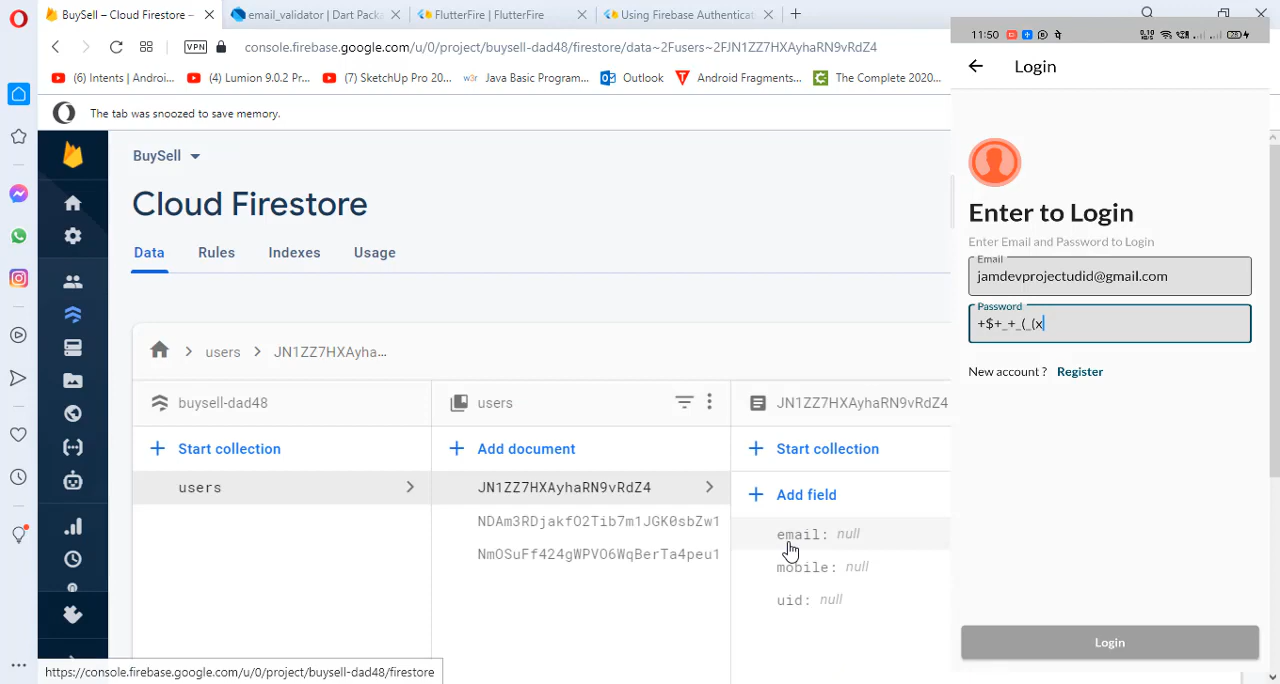 BuySell – Cloud Firestore –
email_validator | Dart Packa
FlutterFire | FlutterFire
Using Firebase Authenticat
VPN
console.firebase.google.com/u/0/project/buysell-dad48/firestore/data~2Fusers~2FJN1ZZ7HXAyhaRN9vRdZ4
(6) Intents | Androi...
(4) Lumion 9.0.2 Pr...
(7) SketchUp Pro 20...
w3r Java Basic Program...
Outlook
Android Fragments...
The Complete 2020...
The tab was snoozed to save memory.
BuySell
Cloud Firestore
Data
Rules
Indexes
Usage
users
JN1ZZ7HXAyha...
buysell-dad48
users
JN1ZZ7HXAyhaRN9vRdZ4
Start collection
Add document
Start collection
users
JN1ZZ7HXAyhaRN9vRdZ4
Add field
NDAm3RDjakfO2Tib7m1JGK0sbZw1
email: null
NmOSuFf424gWPVO6WqBerTa4peu1
mobile: null
uid: null
https://console.firebase.google.com/u/0/project/buysell-dad48/firestore
11:50
Login
Enter to Login
Enter Email and Password to Login
Email
jamdevprojectudid@gmail.com
Password
+$+_+_(_(x
New account ? Register
Login